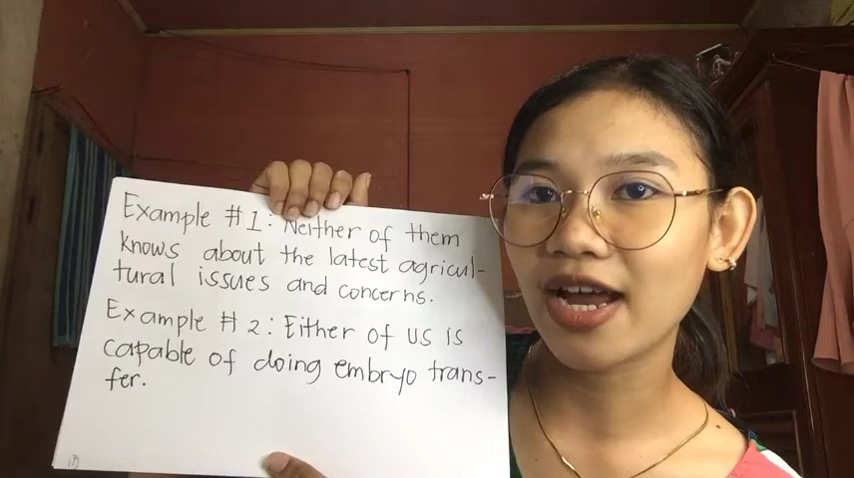 Example #1: Neither of them
knows about the latest agricul-
tural issues and concerns.
Example #2: Either of us is
capable of doing embryo trans-
fer.